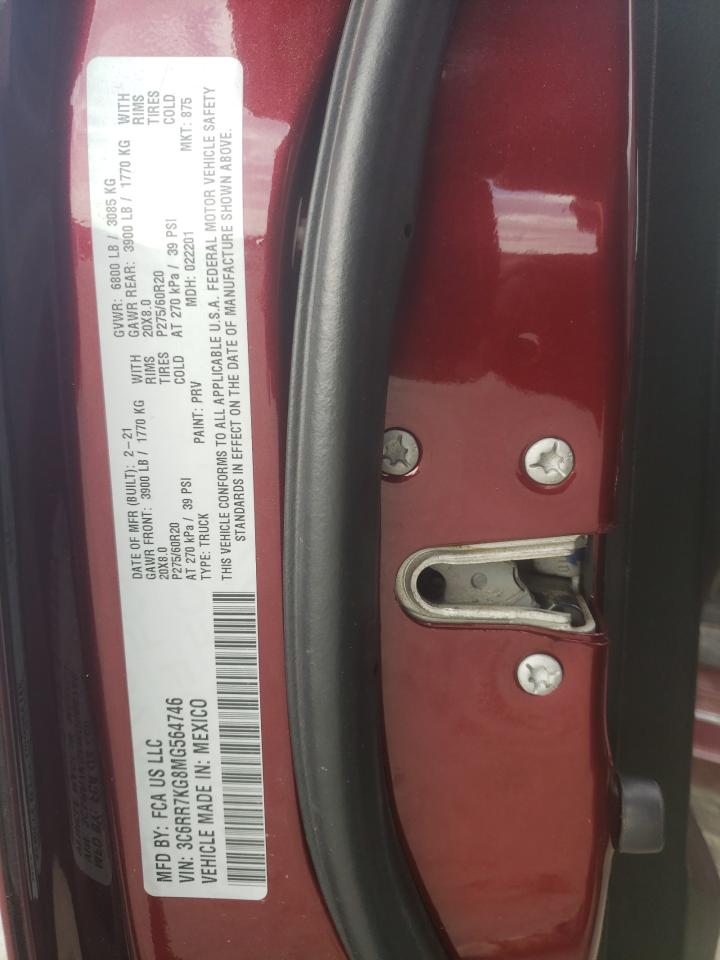 MFD BY: FCA US LLC
VIN: 3C6RR7KG8MG564746
VEHICLE MADE IN: MEXICO
DATE OF MFR (BUILT): 2-21
GVWR: 6800 LB / 3085 KG
GAWR FRONT: 3900 LB / 1770 KG WITH
GAWR REAR: 3900 LB / 1770 KG WITH
20X8.0 RIMS
20X8.0 RIMS
P275/60R20 TIRES
P275/60R20 TIRES
AT 270 kPa / 39 PSI COLD
AT 270 kPa / 39 PSI COLD
TYPE: TRUCK PAINT: PRV MDH: 022201 MKT: 875
THIS VEHICLE CONFORMS TO ALL APPLICABLE U.S.A. FEDERAL MOTOR VEHICLE SAFETY
STANDARDS IN EFFECT ON THE DATE OF MANUFACTURE SHOWN ABOVE.